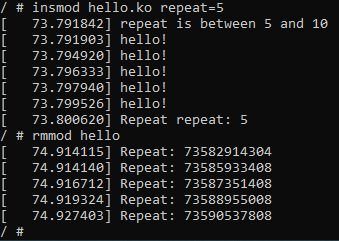 / # insmod hello.ko repeat=5
[   73.791842] repeat is between 5 and 10
[   73.791903] hello!
[   73.794920] hello!
[   73.796333] hello!
[   73.797940] hello!
[   73.799526] hello!
[   73.800620] Repeat repeat: 5
/ # rmmod hello
[   74.914115] Repeat: 73582914304
[   74.914140] Repeat: 73585933408
[   74.916712] Repeat: 73587351408
[   74.919324] Repeat: 73588955008
[   74.927403] Repeat: 73590537808
/ #